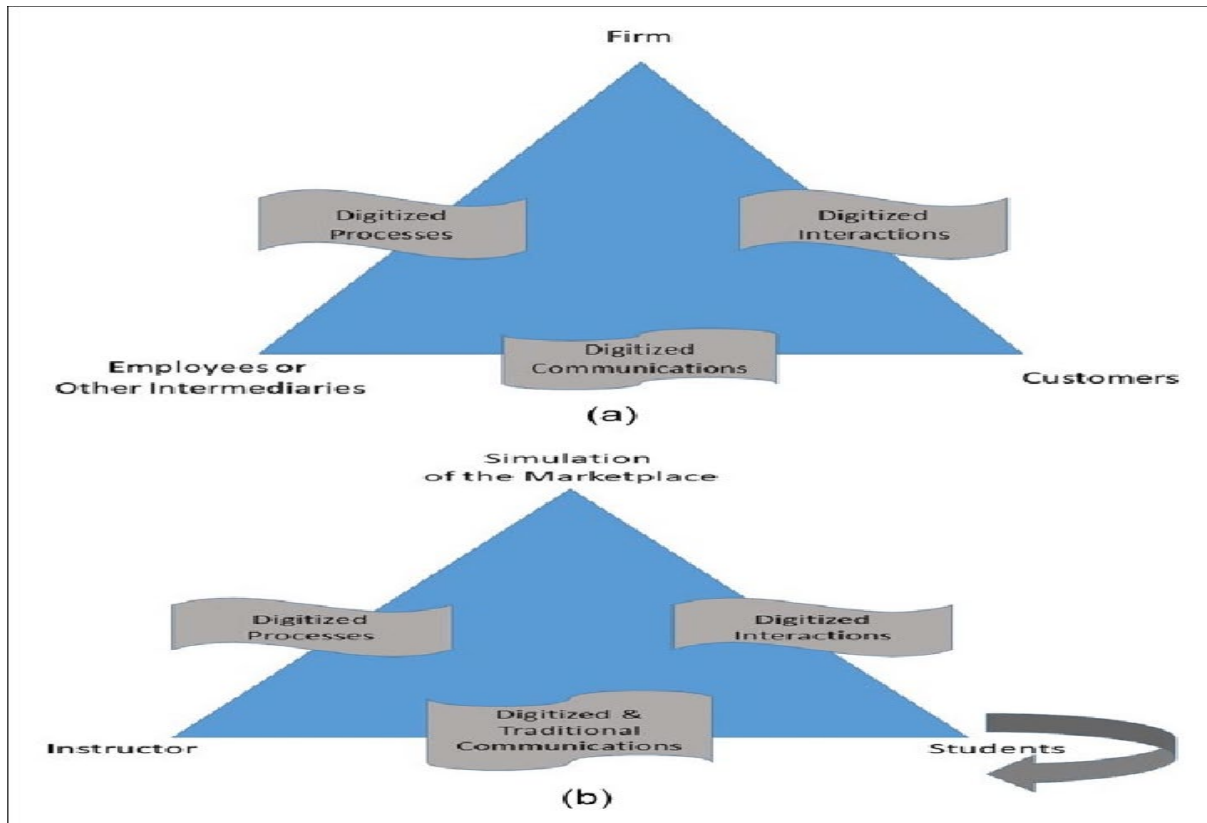 Firm
Digitized
Processes
Digitized
Interactions
Digitized
Communications
Employees or
Other Intermediaries
Customers
(a)
Simulation
of the Marketplace
Digitized
Processes
Digitized
Interactions
Digitized &
Traditional
Communications
Instructor
Students
(b)